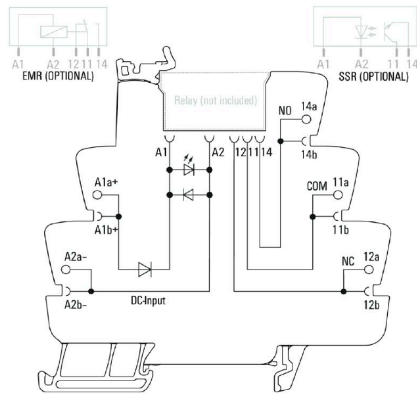 A1 A2 12 11 14
EMR (OPTIONAL)
A1 A2 11 14
SSR (OPTIONAL)
Relay (not included)
NO 14a
A1 A2 12 11 14
14b
A1a+
COM 11a
A1b+
11b
A2a–
NC 12a
DC-Input
A2b–
12b